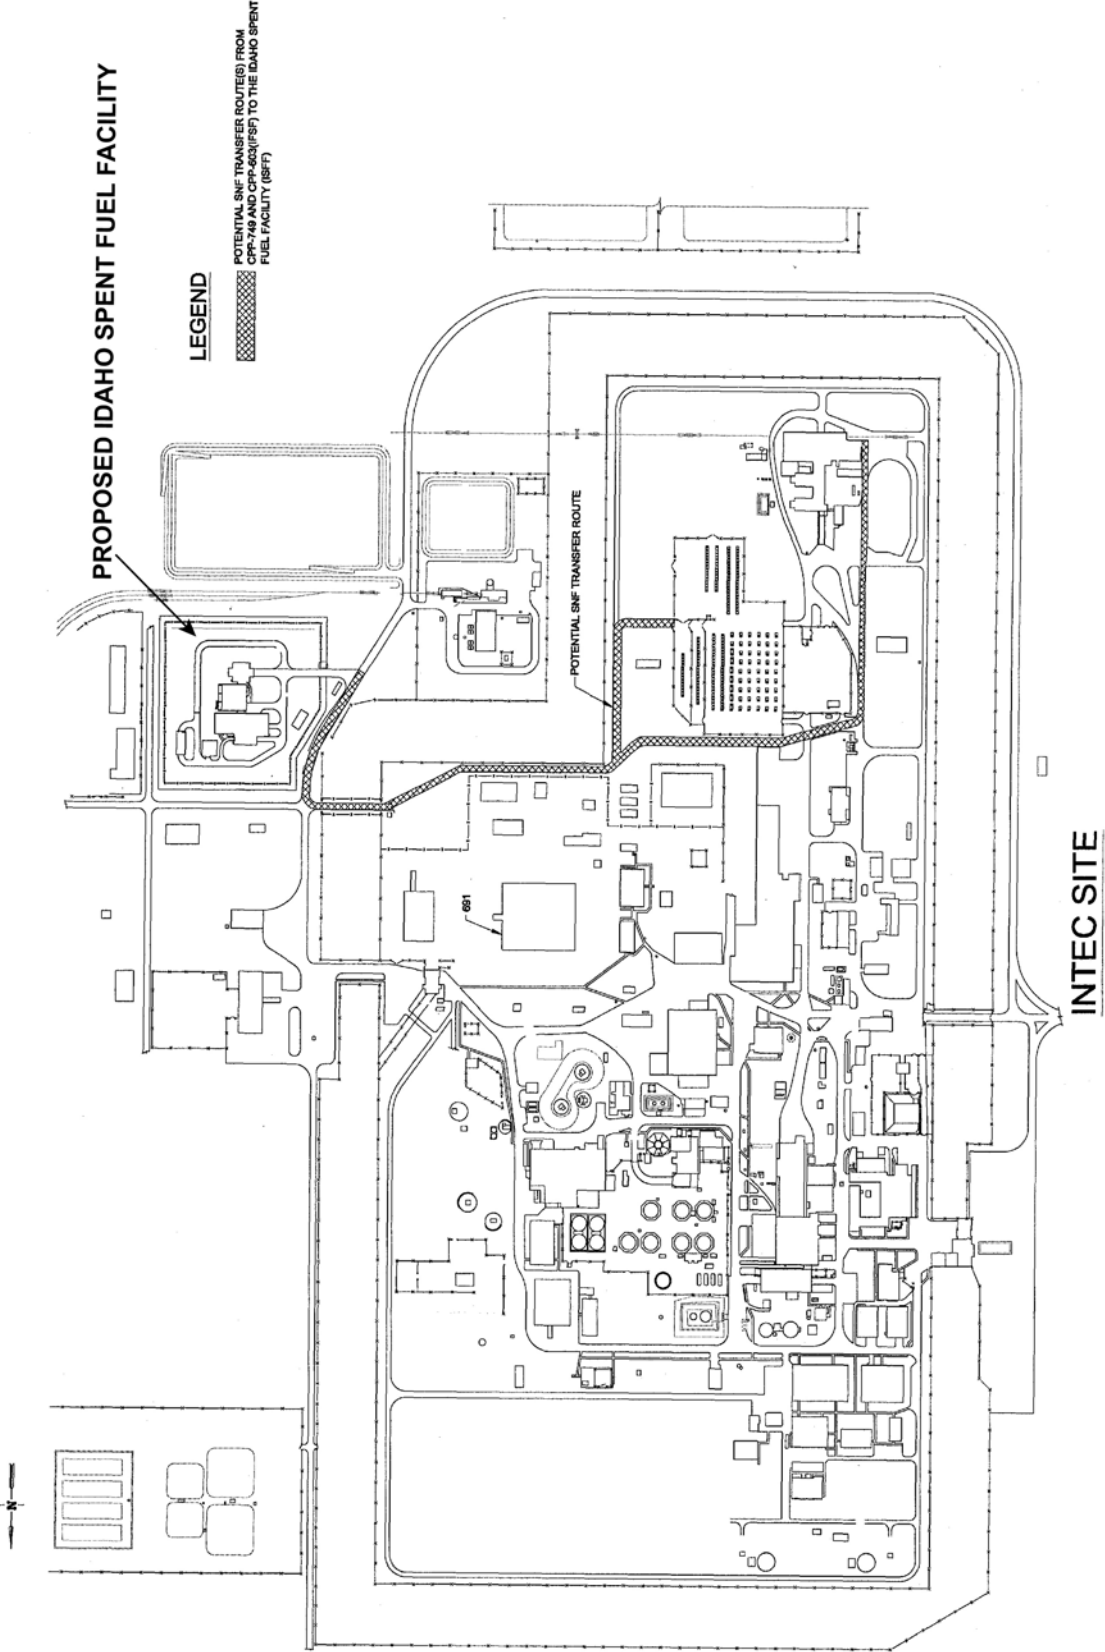 PROPOSED IDAHO SPENT FUEL FACILITY
LEGEND
POTENTIAL SNF TRANSFER ROUTE(S) FROM
CPP-749 AND CPP-603(IFSF) TO THE IDAHO SPENT
FUEL FACILITY (ISFF)
POTENTIAL SNF TRANSFER ROUTE
691
INTEC SITE
N